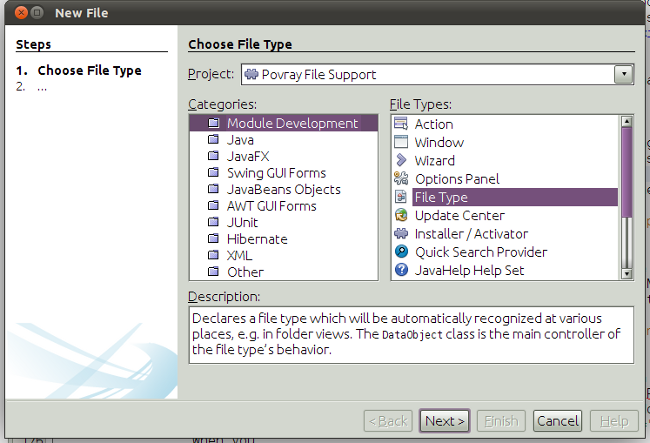 New File
Steps
1. Choose File Type
2. ...
Choose File Type
Project: Povray File Support
Categories:
Module Development
Java
JavaFX
Swing GUI Forms
JavaBeans Objects
AWT GUI Forms
JUnit
Hibernate
XML
Other
File Types:
Action
Window
Wizard
Options Panel
File Type
Update Center
Installer / Activator
Quick Search Provider
JavaHelp Help Set
Description:
Declares a file type which will be automatically recognized at various
places, e.g. in folder views. The DataObject class is the main controller of
the file type's behavior.
< Back Next > Finish Cancel Help
When you